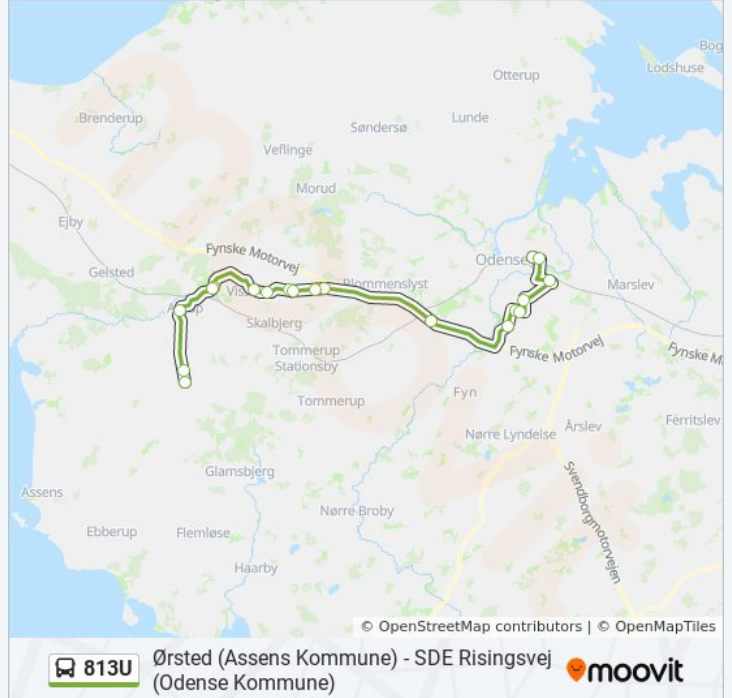 Bog
Otterup
Lodshuse
Brenderup
Lunde
Søndersø
Veflinge
Morud
Ejby
Fynske Motorvej
Odense
Gelsted
Blommenslyst
Marslev
Skalbjerg
Tommerup
Stationsby
Fynske Motorvej
Fynske M
Tommerup
Fyn
Ferritslev
Årslev
Nørre Lyndelse
Glamsbjerg
Svendborgmotorvejen
Assens
Nørre Broby
Ebberup
Flemløse
Haarby
© OpenStreetMap contributors | © OpenMapTiles
813U
Ørsted (Assens Kommune) - SDE Risingsvej
(Odense Kommune)
moovit